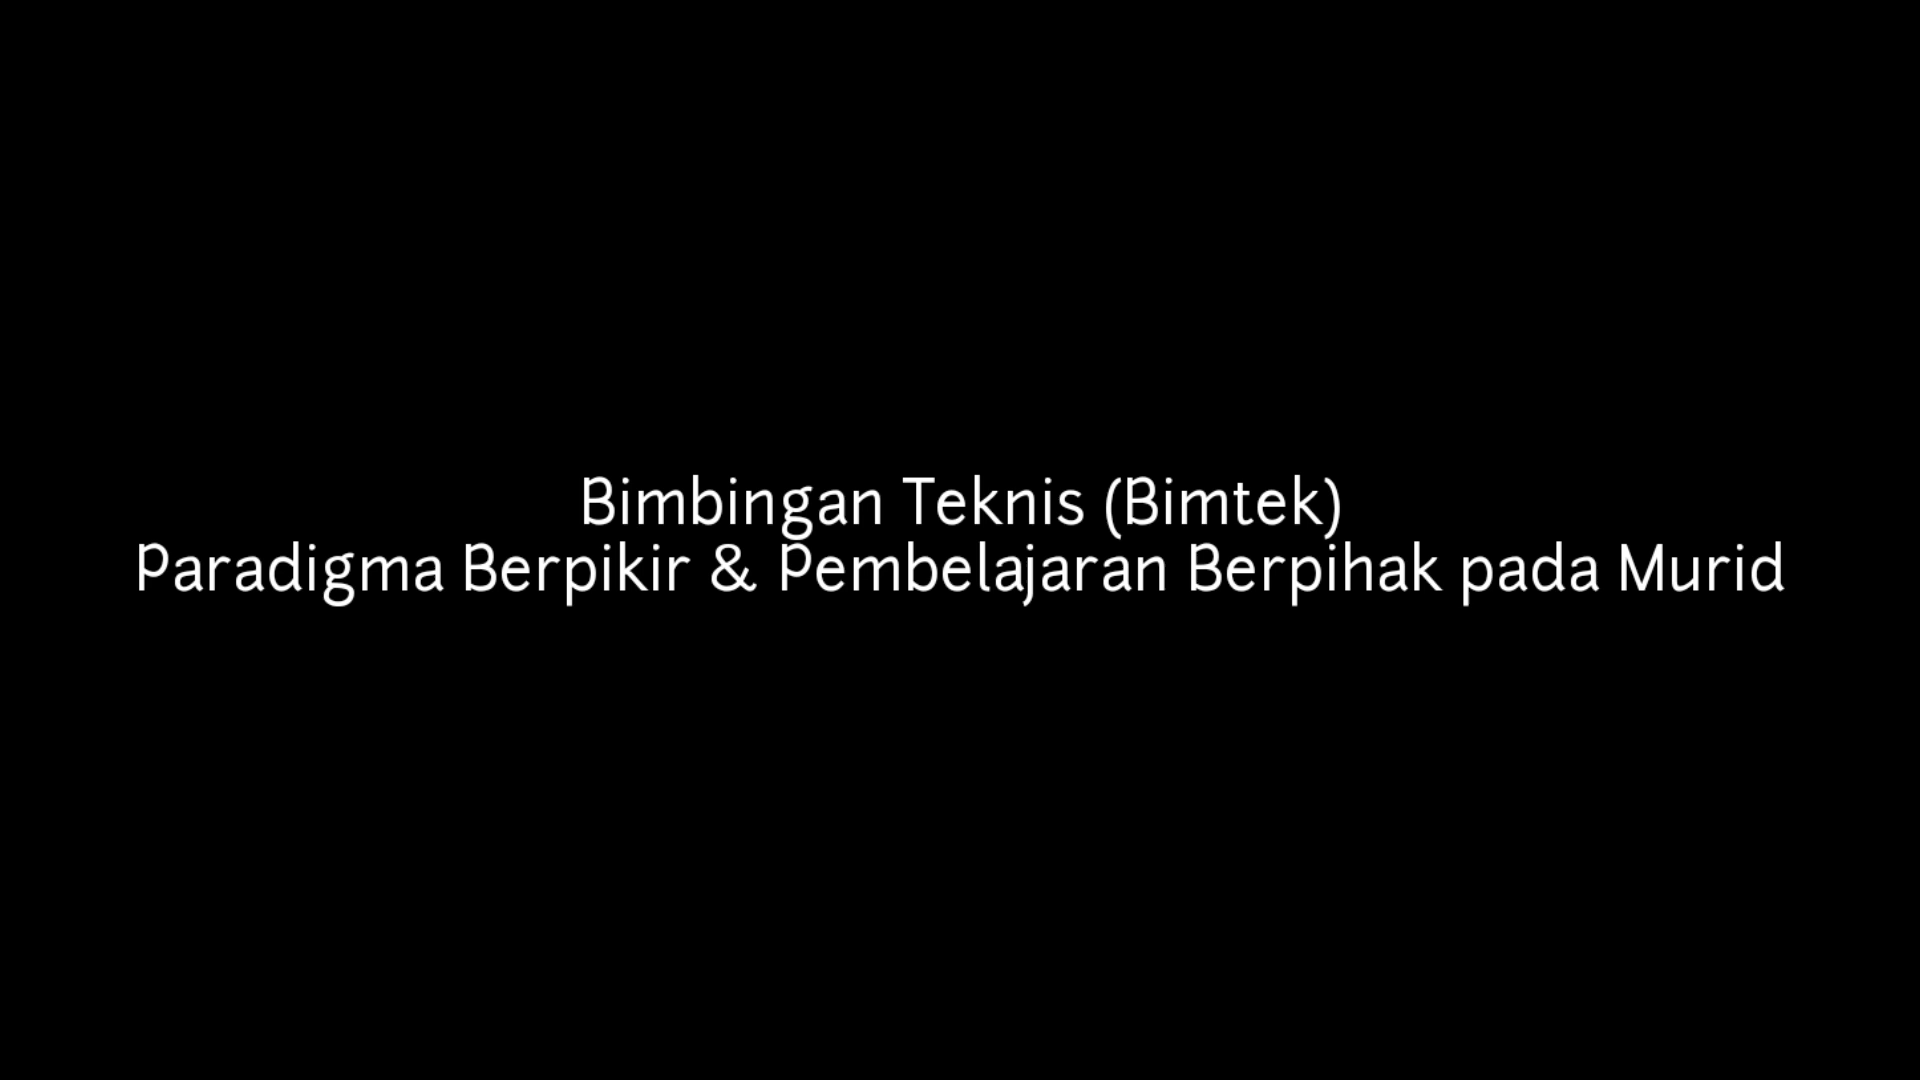 Bimbingan Teknis (Bimtek)
Paradigma Berpikir & Pembelajaran Berpihak pada Murid